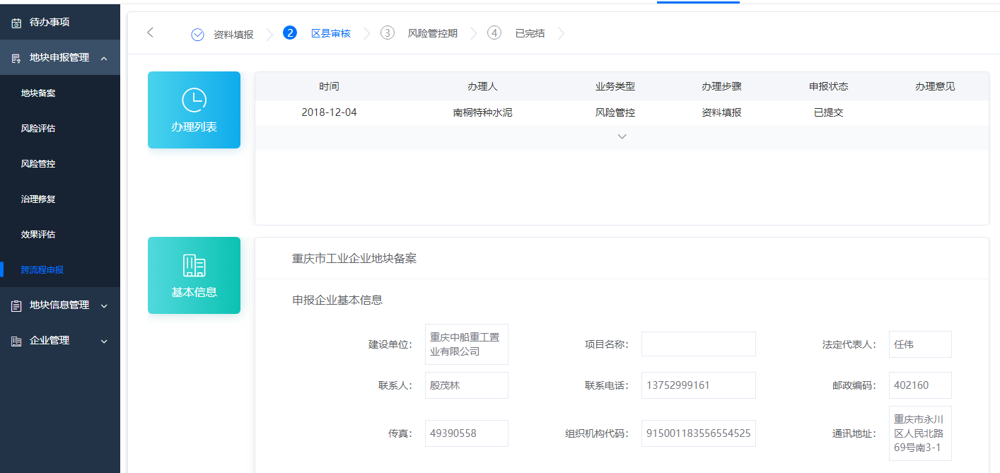 待办事项
地块申报管理
地块备案
风险评估
风险管控
治理修复
效果评估
跨流程申报
地块信息管理
企业管理
资料填报 2 区县审核 3 风险管控期 4 已完结
办理列表
时间 办理人 业务类型 办理步骤 申报状态 办理意见
2018-12-04 南桐特种水泥 风险管控 资料填报 已提交
基本信息
重庆市工业企业地块备案
申报企业基本信息
建设单位: 重庆中船重工置
业有限公司
项目名称:
法定代表人: 任伟
联系人: 殷茂林
联系电话: 13752999161
邮政编码: 402160
传真: 49390558
组织机构代码: 915001183556554525
通讯地址: 重庆市永川
区人民北路
69号南3-1